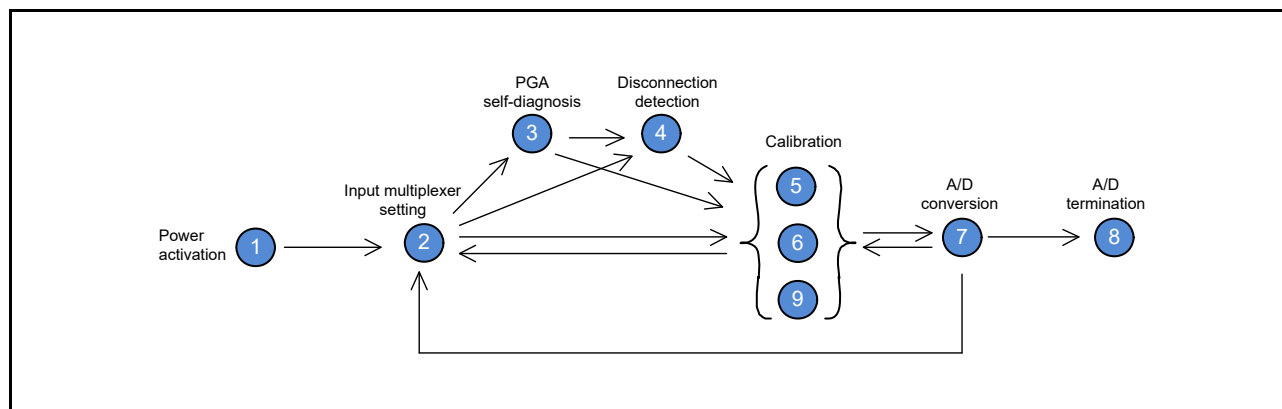 PGA
self-diagnosis
3
Disconnection
detection
4
Calibration
5
6
9
Input multiplexer
setting
2
Power
activation
1
A/D
conversion
7
A/D
termination
8